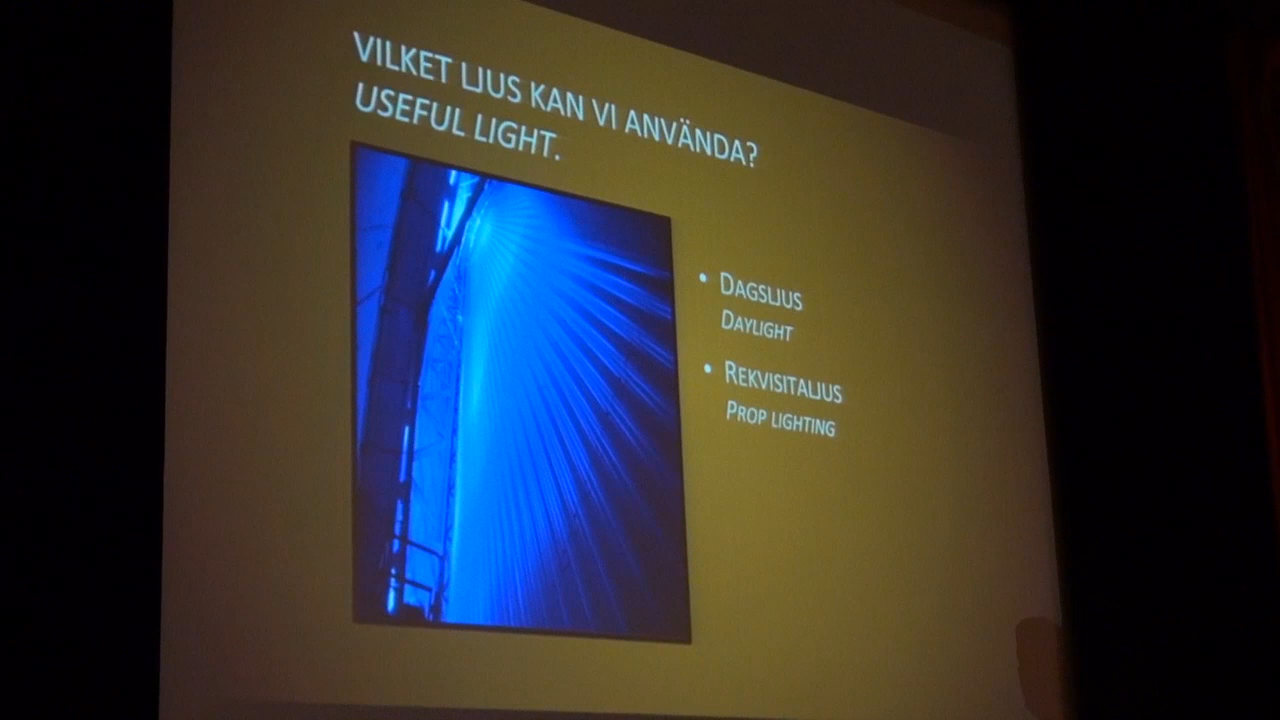 VILKET LJUS KAN VI ANVÄNDA?
USEFUL LIGHT.
• DAGSLJUS
DAYLIGHT
• REKVISITALJUS
PROP LIGHTING